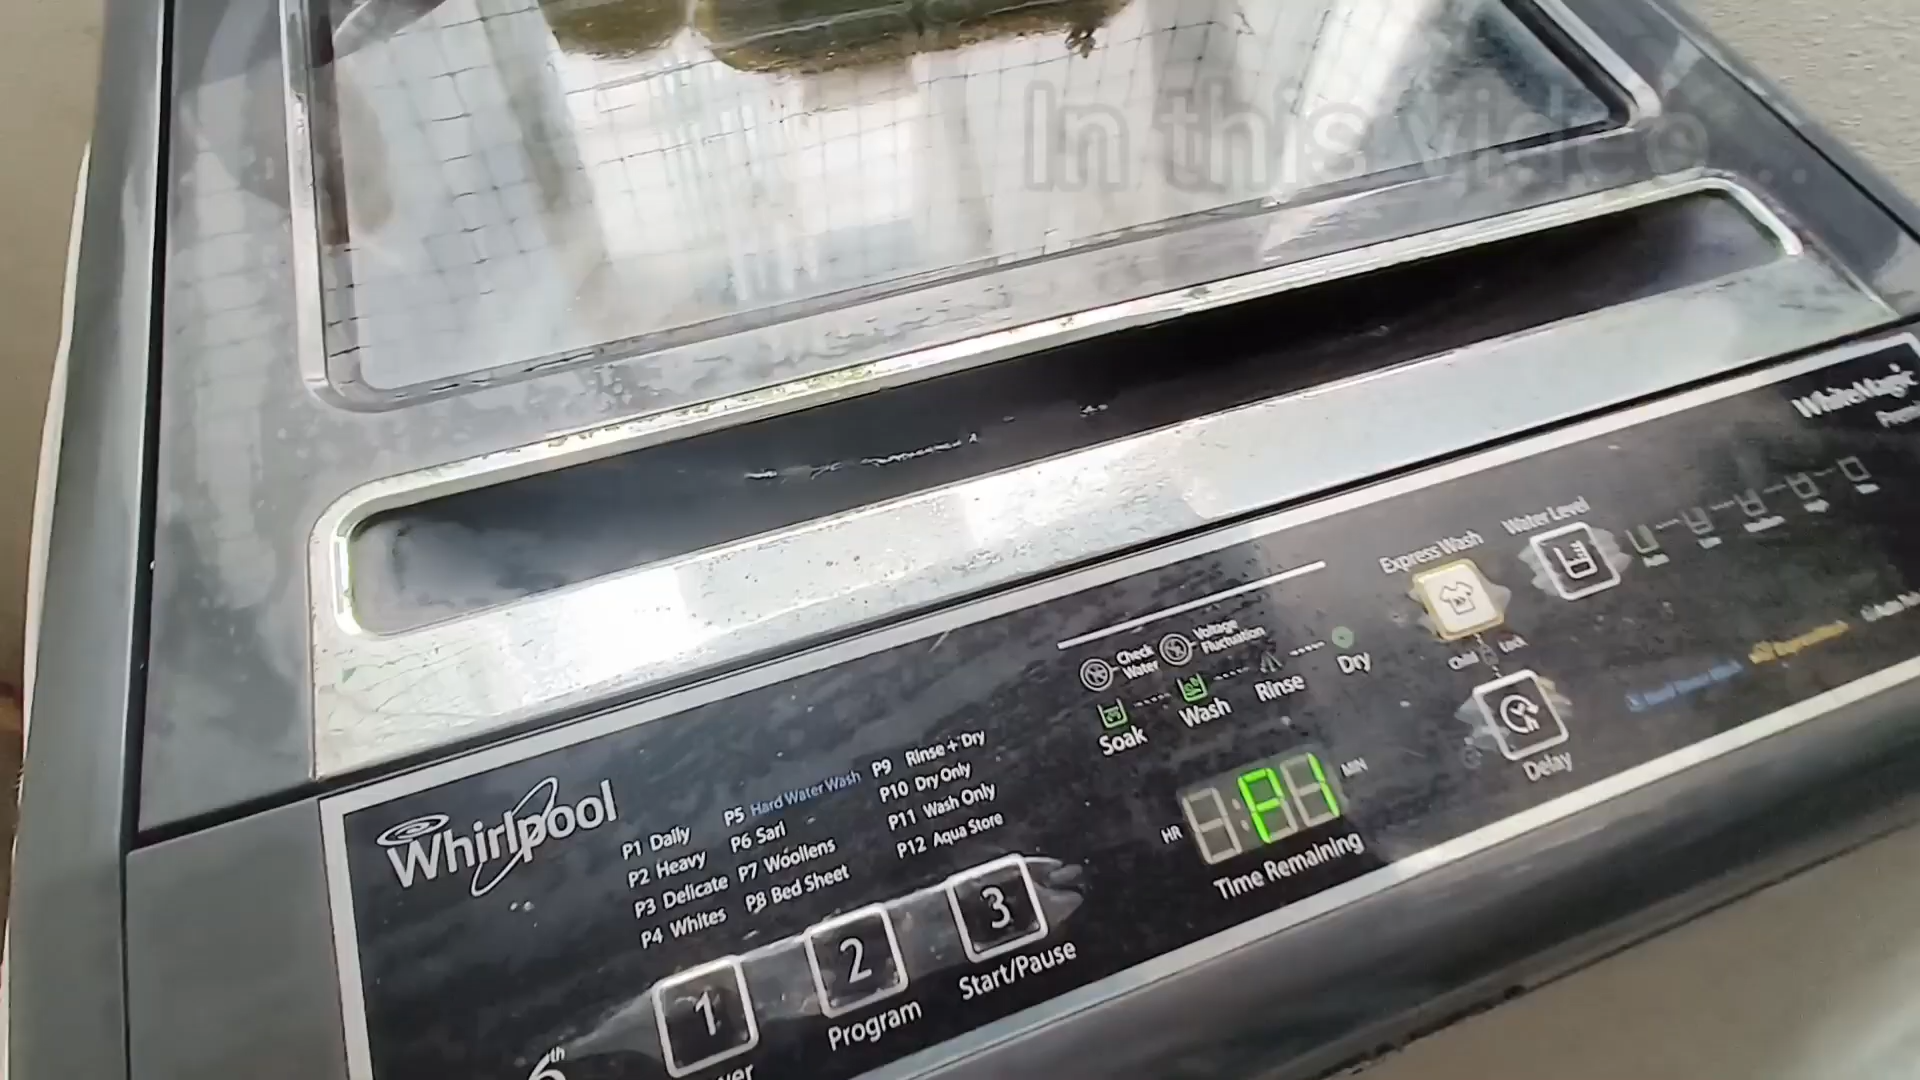 In this video...
WhiteMagic
Water Level
Express Wash
Check Water
Voltage Fluctuation
Soak
Wash
Rinse
Dry
Child Lock
Delay
Whirlpool
P1 Daily
P2 Heavy
P3 Delicate
P4 Whites
P5 Hard Water Wash
P6 Sari
P7 Woollens
P8 Bed Sheet
P9 Rinse + Dry
P10 Dry Only
P11 Wash Only
P12 Aqua Store
HR
P1
MIN
Time Remaining
1
2
Program
3
Start/Pause
6th